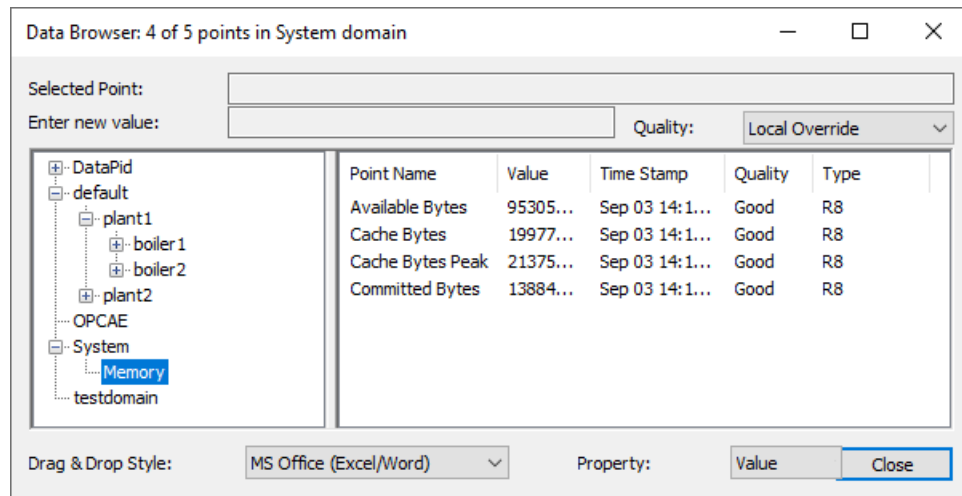 Data Browser: 4 of 5 points in System domain
Selected Point:
Enter new value:
Quality: Local Override
DataPid
default
plant1
boiler1
boiler2
plant2
OPCAE
System
Memory
testdomain
Point Name Value Time Stamp Quality Type
Available Bytes 95305... Sep 03 14:1... Good R8
Cache Bytes 19977... Sep 03 14:1... Good R8
Cache Bytes Peak 21375... Sep 03 14:1... Good R8
Committed Bytes 13884... Sep 03 14:1... Good R8
Drag & Drop Style: MS Office (Excel/Word) Property: Value Close